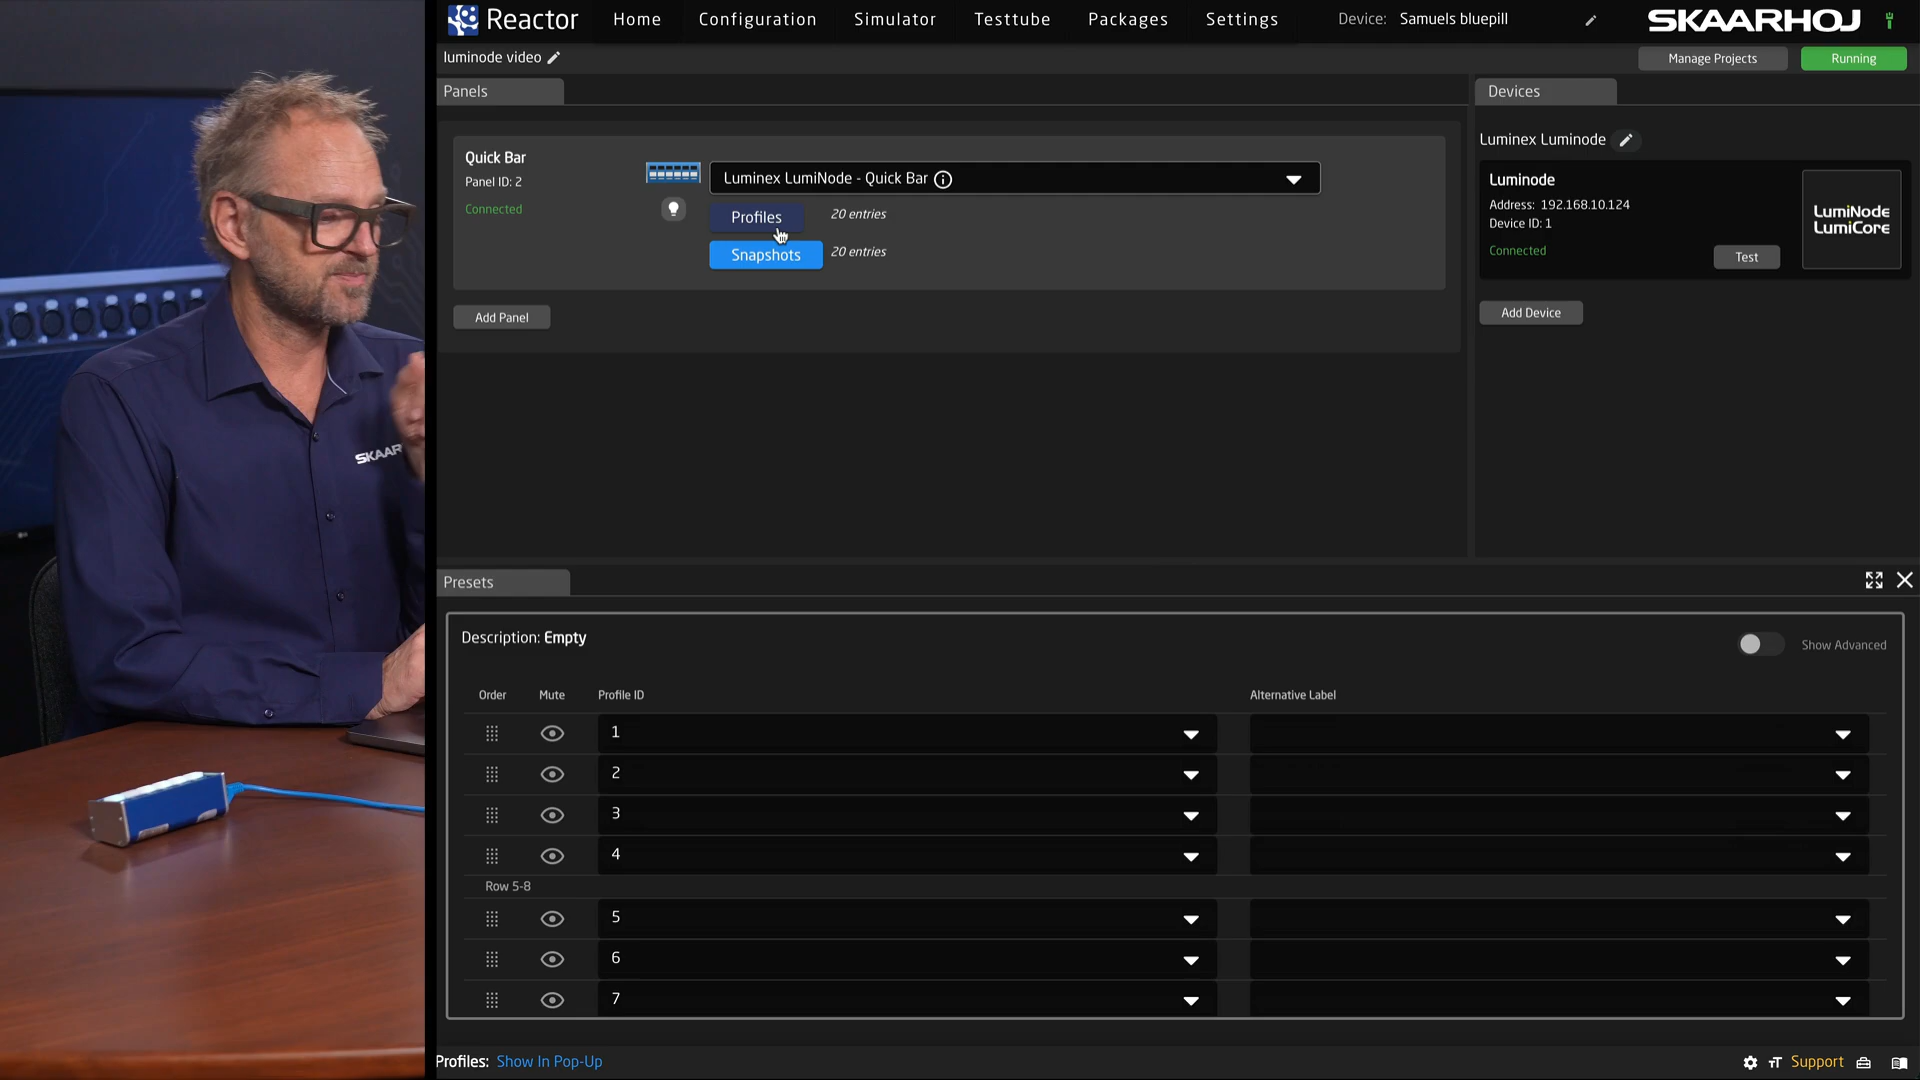 Reactor
Home Configuration Simulator Testtube Packages Settings
Device: Samuels bluepill
SKAARHOJ
luminode video
Manage Projects
Running
Panels
Quick Bar
Panel ID: 2
Connected
Luminex LumiNode - Quick Bar
Profiles 20 entries
Snapshots 20 entries
Add Panel
Devices
Luminex Luminode
Luminode
Address: 192.168.10.124
Device ID: 1
Connected
Test
LumiNode
LumiCore
Add Device
SKAAR
Presets
Description: Empty
Show Advanced
Order Mute Profile ID Alternative Label
1
2
3
4
Row 5-8
5
6
7
Profiles: Show In Pop-Up
Support